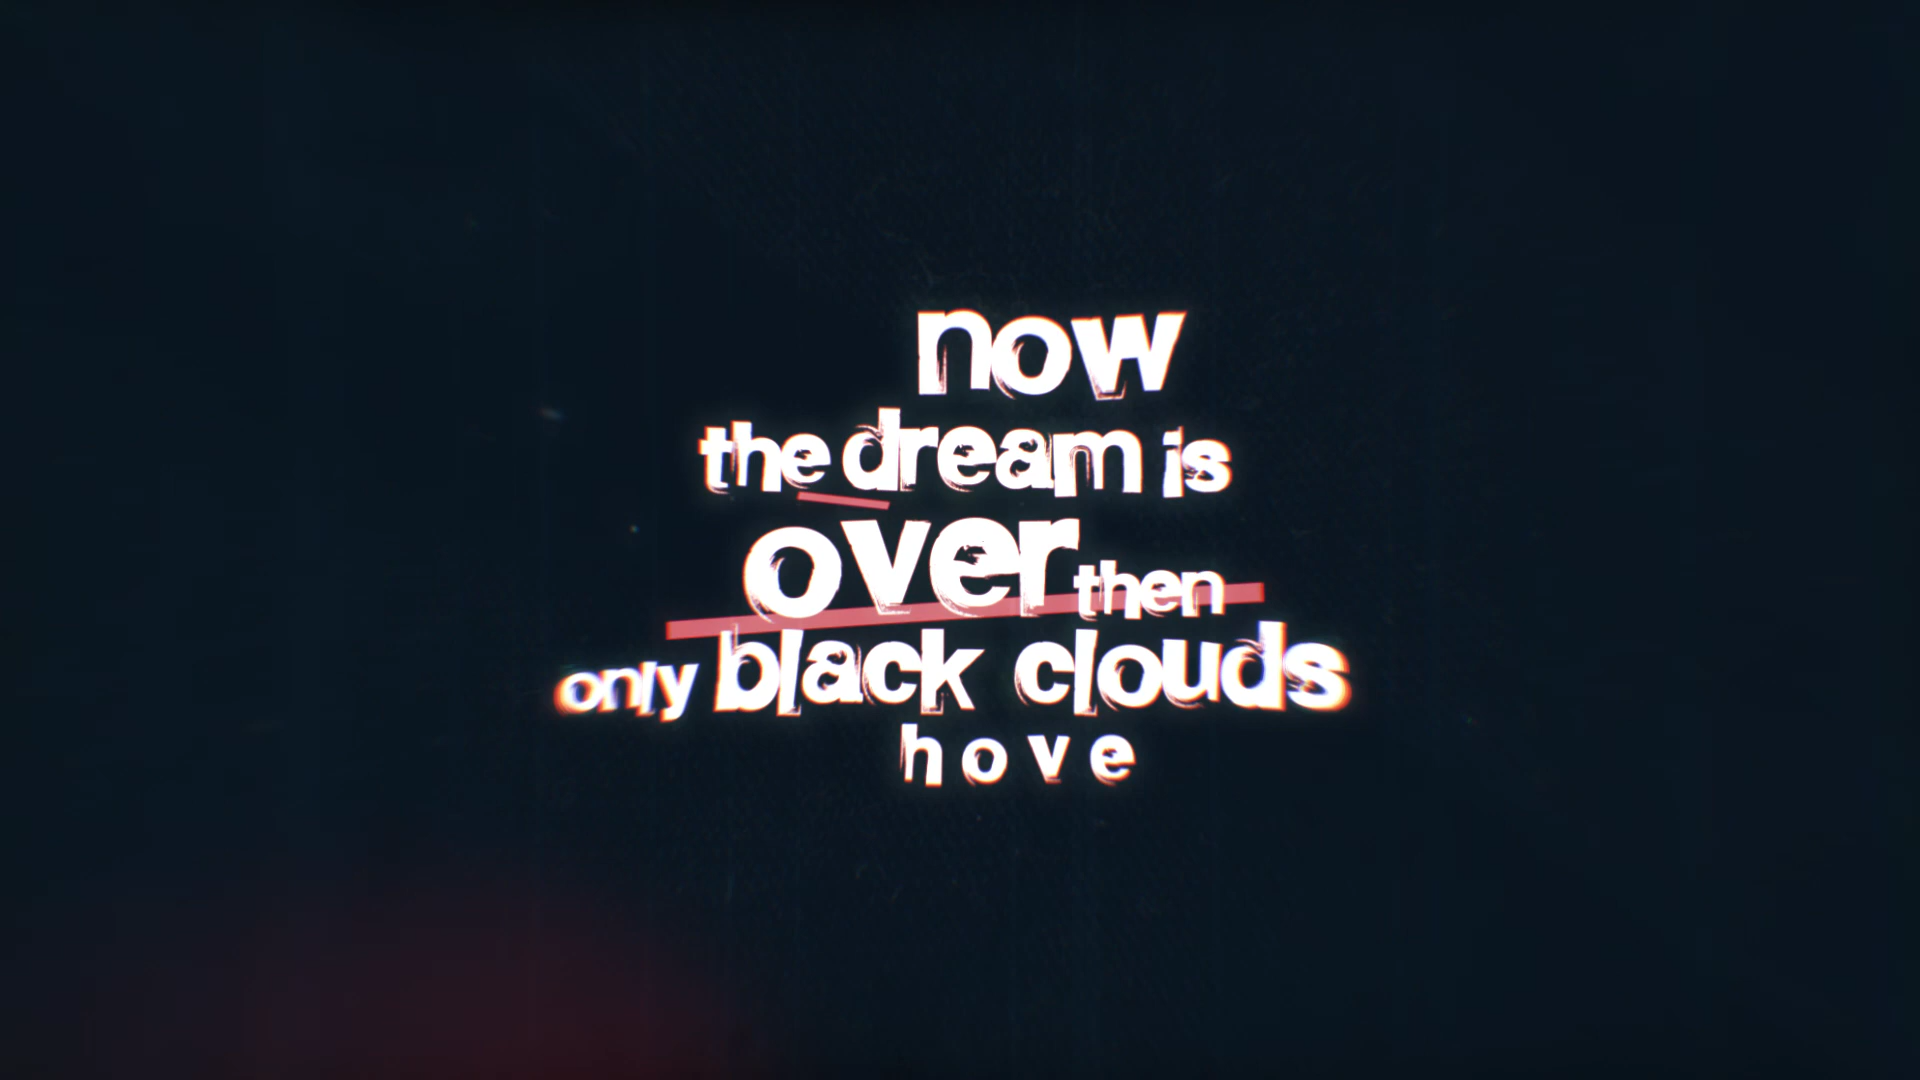 now
the dream is
over then
only black clouds
hove